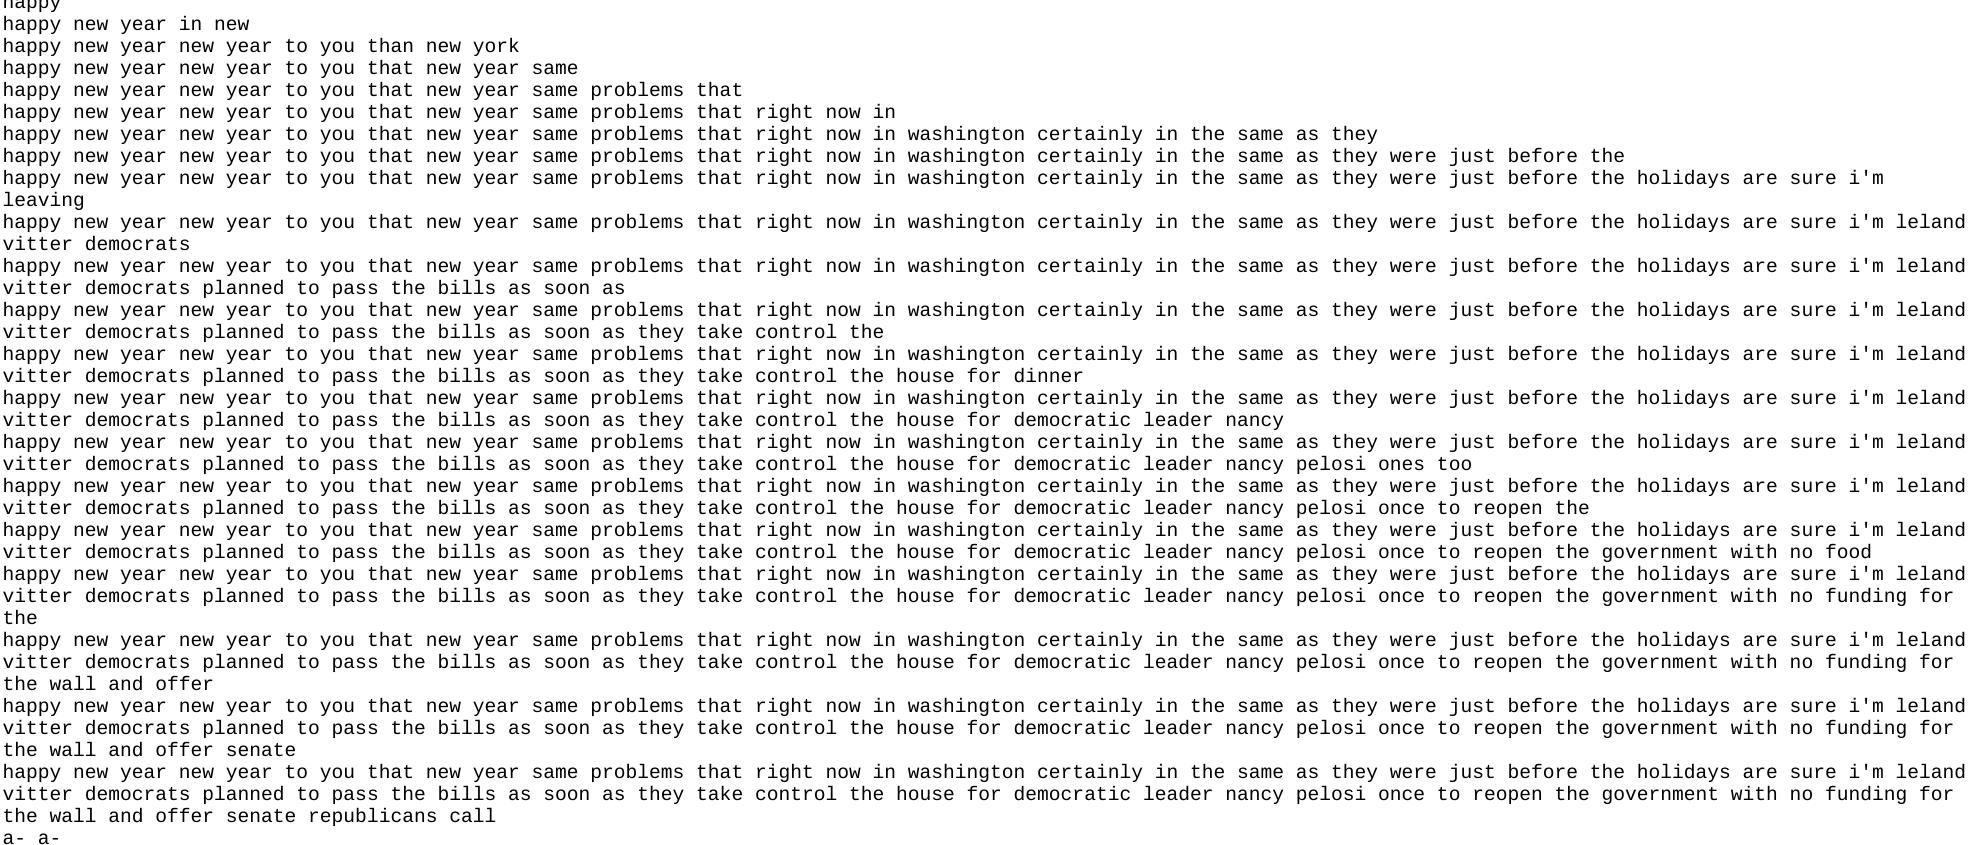 happy
happy new year in new
happy new year new year to you than new york
happy new year new year to you that new year same
happy new year new year to you that new year same problems that
happy new year new year to you that new year same problems that right now in
happy new year new year to you that new year same problems that right now in washington certainly in the same as they
happy new year new year to you that new year same problems that right now in washington certainly in the same as they were just before the
happy new year new year to you that new year same problems that right now in washington certainly in the same as they were just before the holidays are sure i'm
leaving
happy new year new year to you that new year same problems that right now in washington certainly in the same as they were just before the holidays are sure i'm leland
vitter democrats
happy new year new year to you that new year same problems that right now in washington certainly in the same as they were just before the holidays are sure i'm leland
vitter democrats planned to pass the bills as soon as
happy new year new year to you that new year same problems that right now in washington certainly in the same as they were just before the holidays are sure i'm leland
vitter democrats planned to pass the bills as soon as they take control the
happy new year new year to you that new year same problems that right now in washington certainly in the same as they were just before the holidays are sure i'm leland
vitter democrats planned to pass the bills as soon as they take control the house for dinner
happy new year new year to you that new year same problems that right now in washington certainly in the same as they were just before the holidays are sure i'm leland
vitter democrats planned to pass the bills as soon as they take control the house for democratic leader nancy
happy new year new year to you that new year same problems that right now in washington certainly in the same as they were just before the holidays are sure i'm leland
vitter democrats planned to pass the bills as soon as they take control the house for democratic leader nancy pelosi ones too
happy new year new year to you that new year same problems that right now in washington certainly in the same as they were just before the holidays are sure i'm leland
vitter democrats planned to pass the bills as soon as they take control the house for democratic leader nancy pelosi once to reopen the
happy new year new year to you that new year same problems that right now in washington certainly in the same as they were just before the holidays are sure i'm leland
vitter democrats planned to pass the bills as soon as they take control the house for democratic leader nancy pelosi once to reopen the government with no food
happy new year new year to you that new year same problems that right now in washington certainly in the same as they were just before the holidays are sure i'm leland
vitter democrats planned to pass the bills as soon as they take control the house for democratic leader nancy pelosi once to reopen the government with no funding for
the
happy new year new year to you that new year same problems that right now in washington certainly in the same as they were just before the holidays are sure i'm leland
vitter democrats planned to pass the bills as soon as they take control the house for democratic leader nancy pelosi once to reopen the government with no funding for
the wall and offer
happy new year new year to you that new year same problems that right now in washington certainly in the same as they were just before the holidays are sure i'm leland
vitter democrats planned to pass the bills as soon as they take control the house for democratic leader nancy pelosi once to reopen the government with no funding for
the wall and offer senate
happy new year new year to you that new year same problems that right now in washington certainly in the same as they were just before the holidays are sure i'm leland
vitter democrats planned to pass the bills as soon as they take control the house for democratic leader nancy pelosi once to reopen the government with no funding for
the wall and offer senate republicans call
a- a-